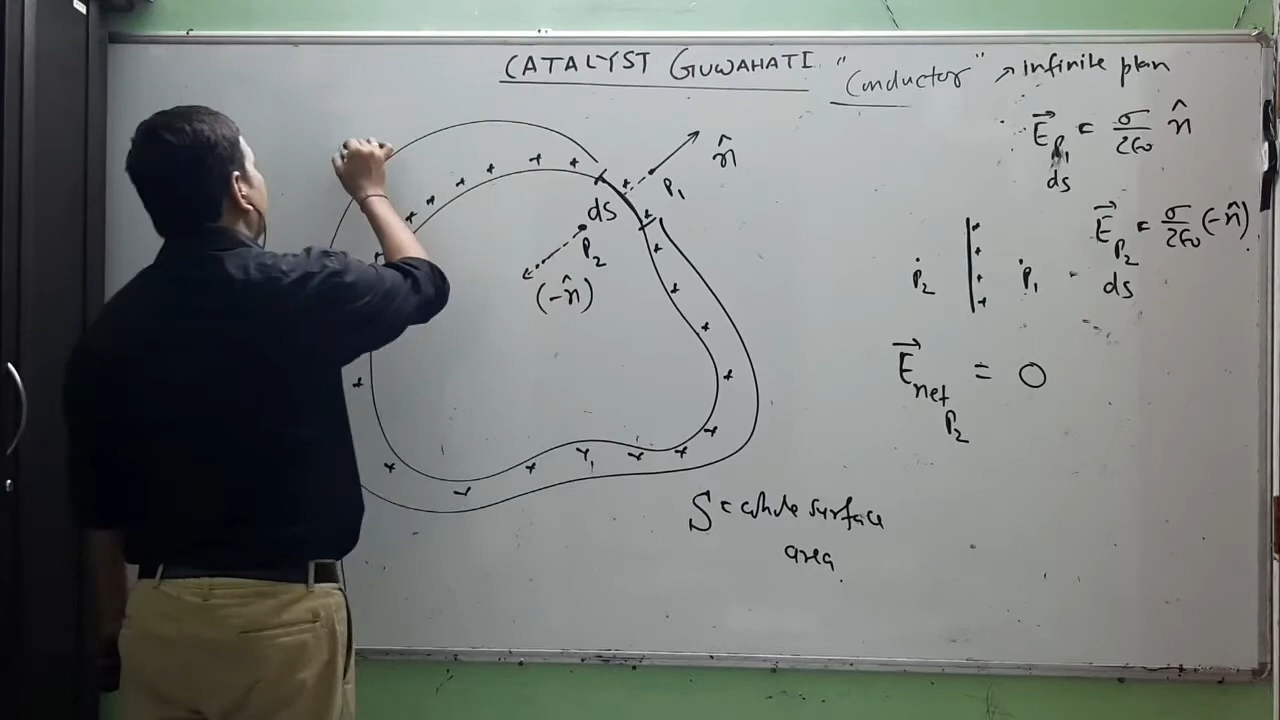 CATALYST GUWAHATI "Conductor" → infinite plan
E⃗ P₁ ds = σ/2ε₀ n̂
n̂
P₁
ds
P₂
(-n̂)
E⃗ P₂ ds = σ/2ε₀ (-n̂)
P₂ P₁
E⃗ net P₂ = 0
S = whole surface
area